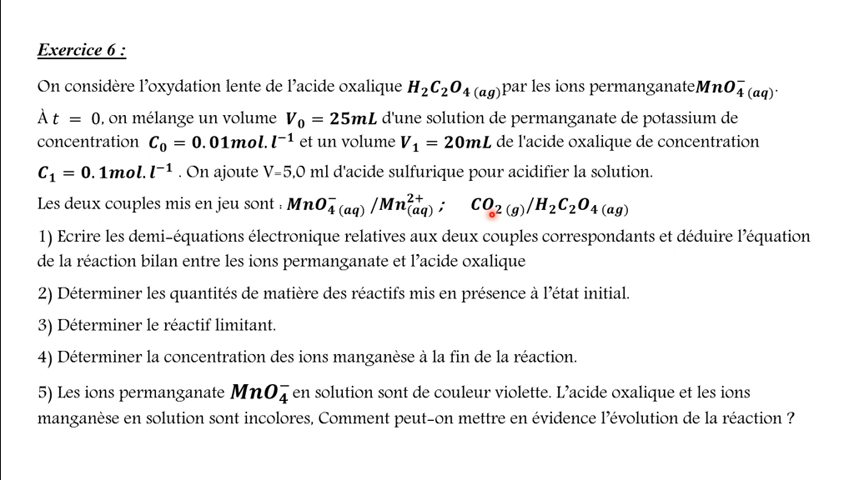 Exercice 6 :
On considère l'oxydation lente de l'acide oxalique H₂C₂O₄ (aq)par les ions permanganateMnO₄⁻ (aq).
À t = 0, on mélange un volume V₀ = 25mL d'une solution de permanganate de potassium de
concentration C₀ = 0.01mol.l⁻¹ et un volume V₁ = 20mL de l'acide oxalique de concentration
C₁ = 0.1mol.l⁻¹ . On ajoute V=5,0 ml d'acide sulfurique pour acidifier la solution.
Les deux couples mis en jeu sont : MnO₄⁻ (aq) /Mn²⁺(aq) ; CO₂ (g)/H₂C₂O₄ (aq)
1) Ecrire les demi-équations électronique relatives aux deux couples correspondants et déduire l'équation
de la réaction bilan entre les ions permanganate et l'acide oxalique
2) Déterminer les quantités de matière des réactifs mis en présence à l'état initial.
3) Déterminer le réactif limitant.
4) Déterminer la concentration des ions manganèse à la fin de la réaction.
5) Les ions permanganate MnO₄⁻ en solution sont de couleur violette. L'acide oxalique et les ions
manganèse en solution sont incolores, Comment peut-on mettre en évidence l'évolution de la réaction ?